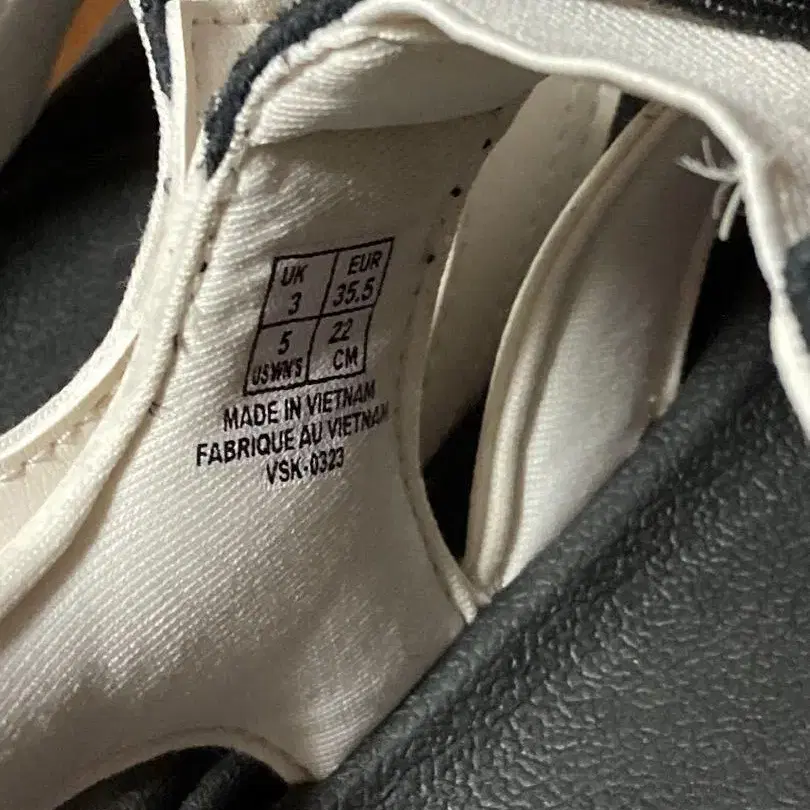 UK EUR
3 35.5
5 22
US WN'S CM
MADE IN VIETNAM
FABRIQUE AU VIETNAM
VSK-0323